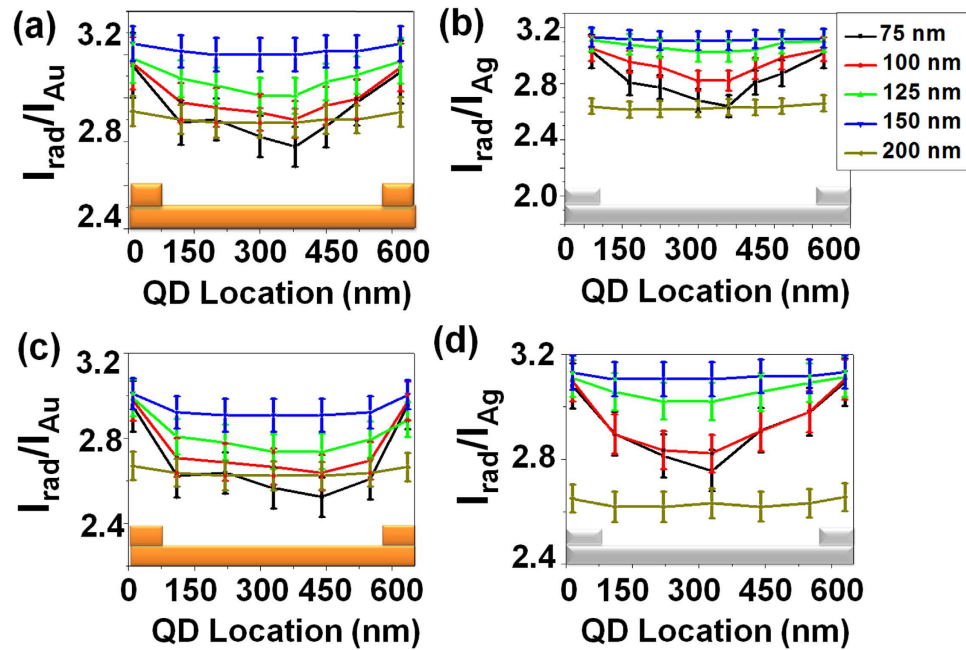 (a)
3.2
2.8
2.4
I_rad/I_Au
0 150 300 450 600
QD Location (nm)
(b)
3.2
2.8
2.4
2.0
I_rad/I_Ag
0 150 300 450 600
QD Location (nm)
75 nm
100 nm
125 nm
150 nm
200 nm
(c)
3.2
2.8
2.4
I_rad/I_Au
0 150 300 450 600
QD Location (nm)
(d)
3.2
2.8
2.4
I_rad/I_Ag
0 150 300 450 600
QD Location (nm)